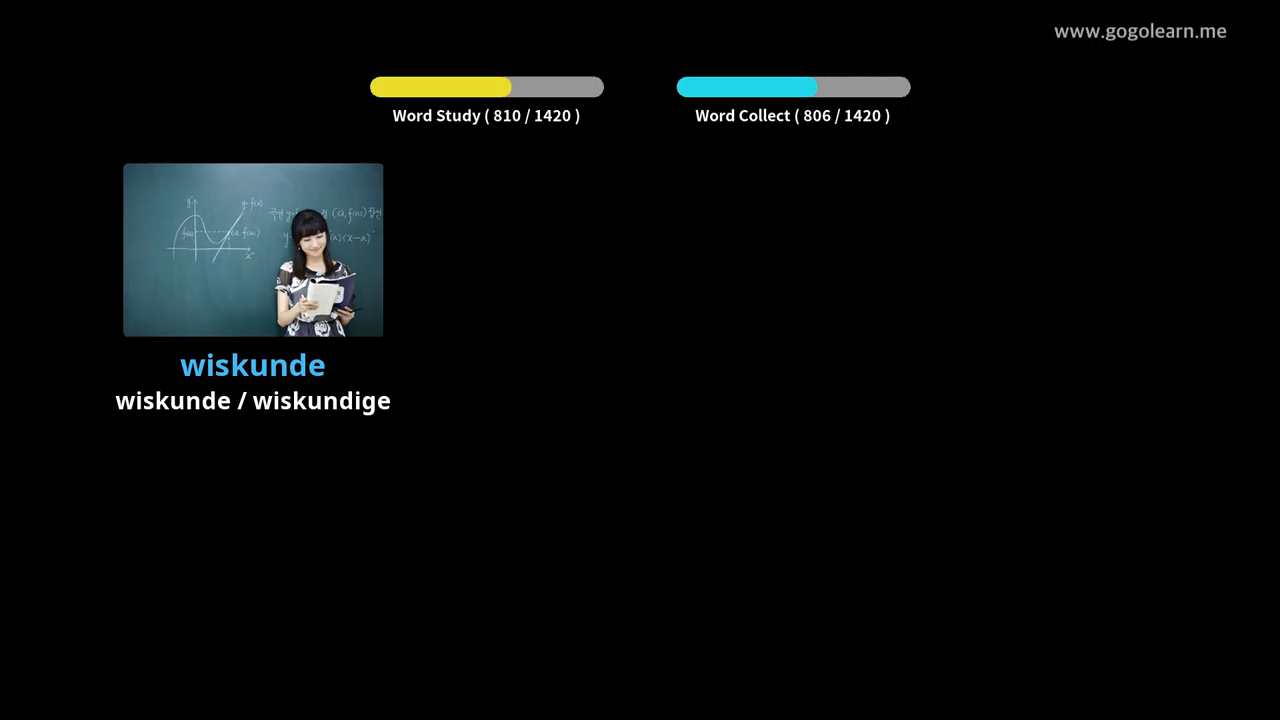 www.gogolearn.me
Word Study ( 810 / 1420 )
Word Collect ( 806 / 1420 )
y=f(x)
f(a)
(a, f(a))
x
wiskunde
wiskunde / wiskundige